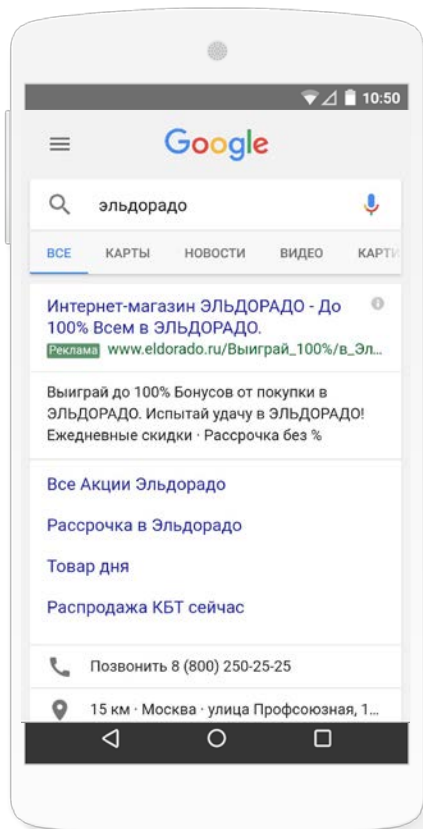 10:50
Google
эльдорадо
ВСЕ КАРТЫ НОВОСТИ ВИДЕО КАРТИ
Интернет-магазин ЭЛЬДОРАДО - До
100% Всем в ЭЛЬДОРАДО.
Реклама www.eldorado.ru/Выиграй_100%/в_Эл...
Выиграй до 100% Бонусов от покупки в
ЭЛЬДОРАДО. Испытай удачу в ЭЛЬДОРАДО!
Ежедневные скидки · Рассрочка без %
Все Акции Эльдорадо
Рассрочка в Эльдорадо
Товар дня
Распродажа КБТ сейчас
Позвонить 8 (800) 250-25-25
15 км · Москва · улица Профсоюзная, 1...